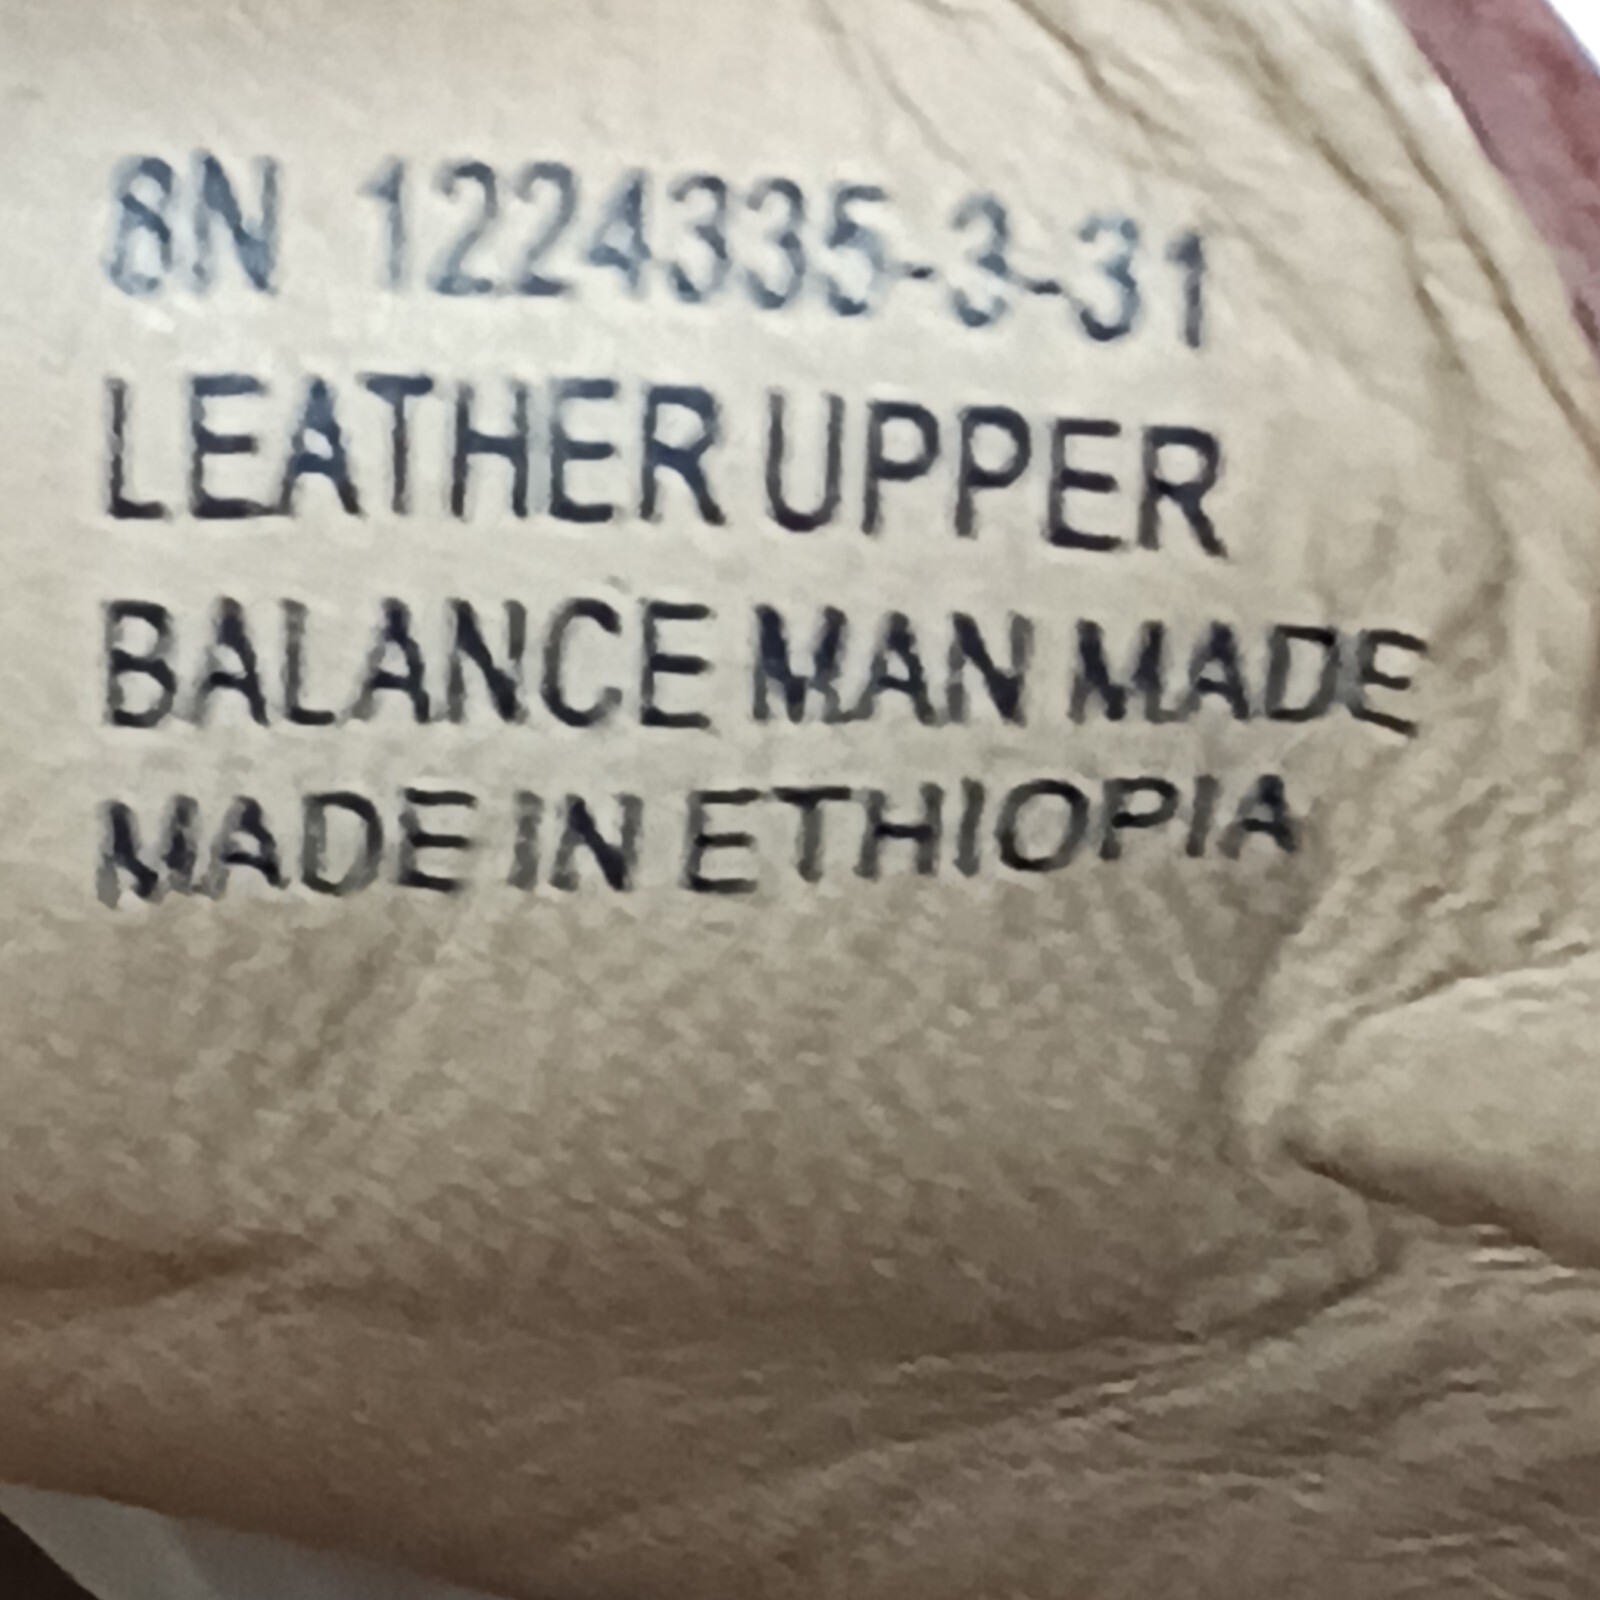 8N 1224335-3-31
LEATHER UPPER
BALANCE MAN MADE
MADE IN ETHIOPIA